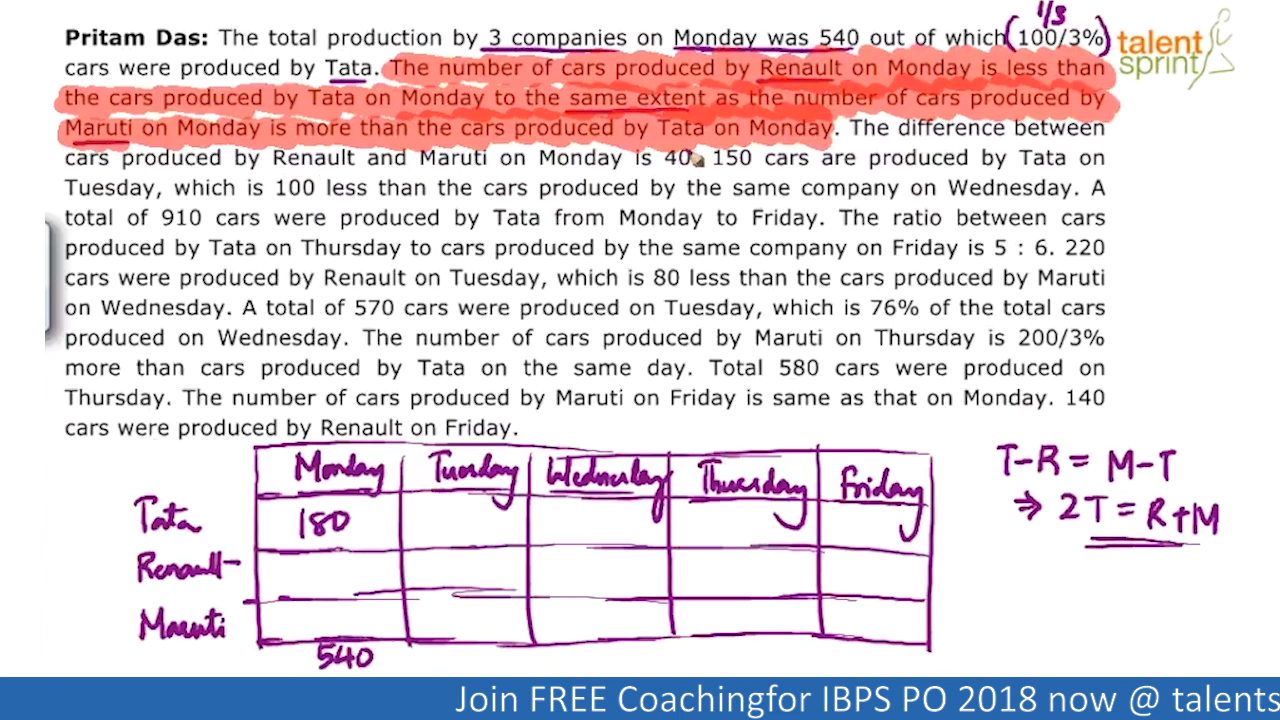 1/3
Pritam Das: The total production by 3 companies on Monday was 540 out of which (100/3%)
cars were produced by Tata. The number of cars produced by Renault on Monday is less than
the cars produced by Tata on Monday to the same extent as the number of cars produced by
Maruti on Monday is more than the cars produced by Tata on Monday. The difference between
cars produced by Renault and Maruti on Monday is 40. 150 cars are produced by Tata on
Tuesday, which is 100 less than the cars produced by the same company on Wednesday. A
total of 910 cars were produced by Tata from Monday to Friday. The ratio between cars
produced by Tata on Thursday to cars produced by the same company on Friday is 5 : 6. 220
cars were produced by Renault on Tuesday, which is 80 less than the cars produced by Maruti
on Wednesday. A total of 570 cars were produced on Tuesday, which is 76% of the total cars
produced on Wednesday. The number of cars produced by Maruti on Thursday is 200/3%
more than cars produced by Tata on the same day. Total 580 cars were produced on
Thursday. The number of cars produced by Maruti on Friday is same as that on Monday. 140
cars were produced by Renault on Friday.
talent
sprint
Monday Tuesday Wednesday Thursday Friday
Tata 180
Renault
Maruti
540
T-R = M-T
⇒ 2T = R+M
Join FREE Coachingfor IBPS PO 2018 now @ talents